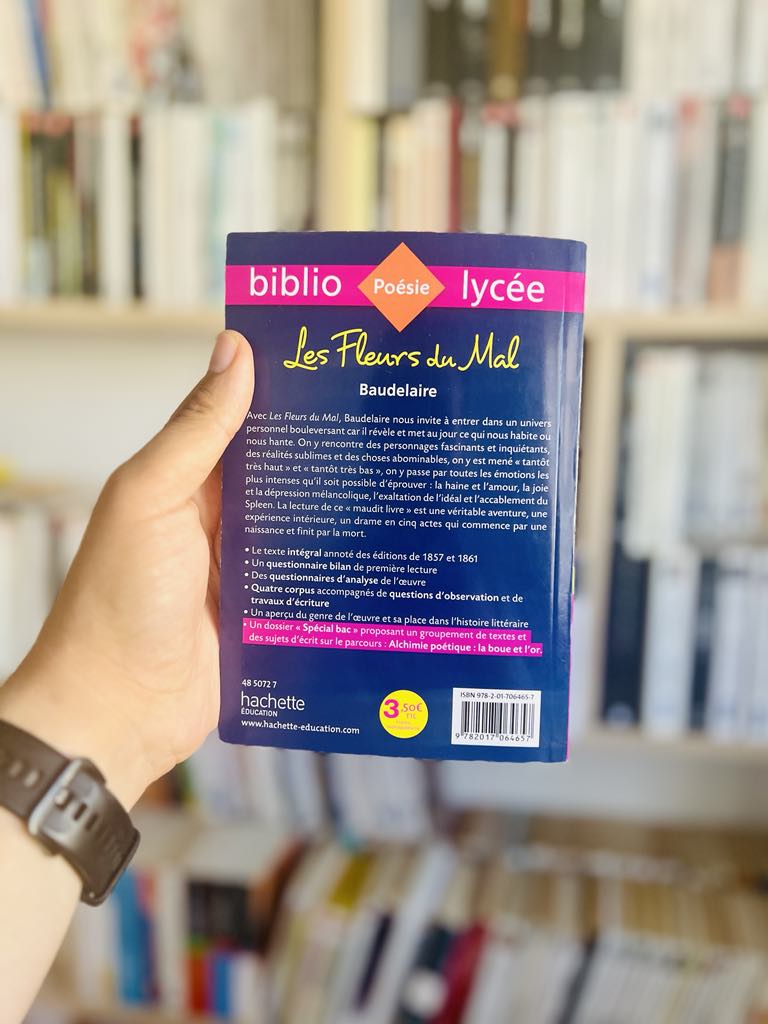 biblio Poésie lycée
Les Fleurs du Mal
Baudelaire
Avec Les Fleurs du Mal, Baudelaire nous invite à entrer dans un univers
personnel bouleversant car il révèle et met au jour ce qui nous habite ou
nous hante. On y rencontre des personnages fascinants et inquiétants,
des réalités sublimes et des choses abominables, on y est mené « tantôt
très haut » et « tantôt très bas », on y passe par toutes les émotions les
plus intenses qu'il soit possible d'éprouver : la haine et l'amour, la joie
et la dépression mélancolique, l'exaltation de l'idéal et l'accablement du
Spleen. La lecture de ce « maudit livre » est une véritable aventure, une
expérience intérieure, un drame en cinq actes qui commence par une
naissance et finit par la mort.
• Le texte intégral annoté des éditions de 1857 et 1861
• Un questionnaire bilan de première lecture
• Des questionnaires d'analyse de l'œuvre
• Quatre corpus accompagnés de questions d'observation et de
travaux d'écriture
• Un aperçu du genre de l'œuvre et sa place dans l'histoire littéraire
• Un dossier « Spécial bac » proposant un groupement de textes et
des sujets d'écrit sur le parcours : Alchimie poétique : la boue et l'or.
48 5072 7
hachette
ÉDUCATION
www.hachette-education.com
3,50€
TTC
ISBN 978-2-01-706465-7
9 782017 064657